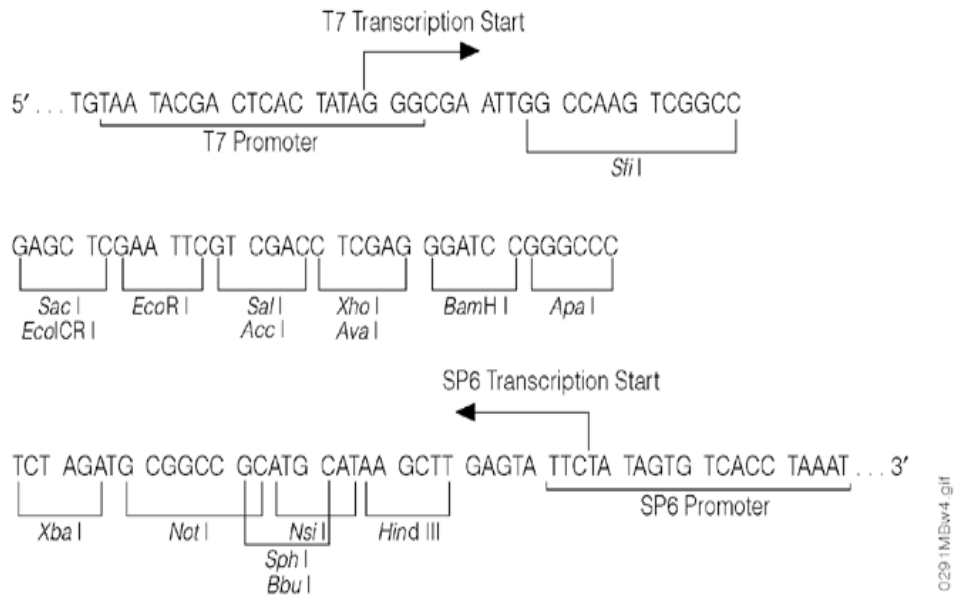 T7 Transcription Start
5′ . . . TGTAA TACGA CTCAC TATAG GGCGA ATTGG CCAAG TCGGCC
T7 Promoter
Sfi I
GAGC TCGAA TTCGT CGACC TCGAG GGATC CGGGCCC
Sac I EcoR I Sal I Xho I BamH I Apa I
EcolCR I Acc I Ava I
SP6 Transcription Start
TCT AGATG CGGCC GCATG CATAA GCTT GAGTA TTCTA TAGTG TCACC TAAAT . . . 3′
SP6 Promoter
Xba I Not I Nsi I Hind III
Sph I
Bbu I
0291MBw4.gif